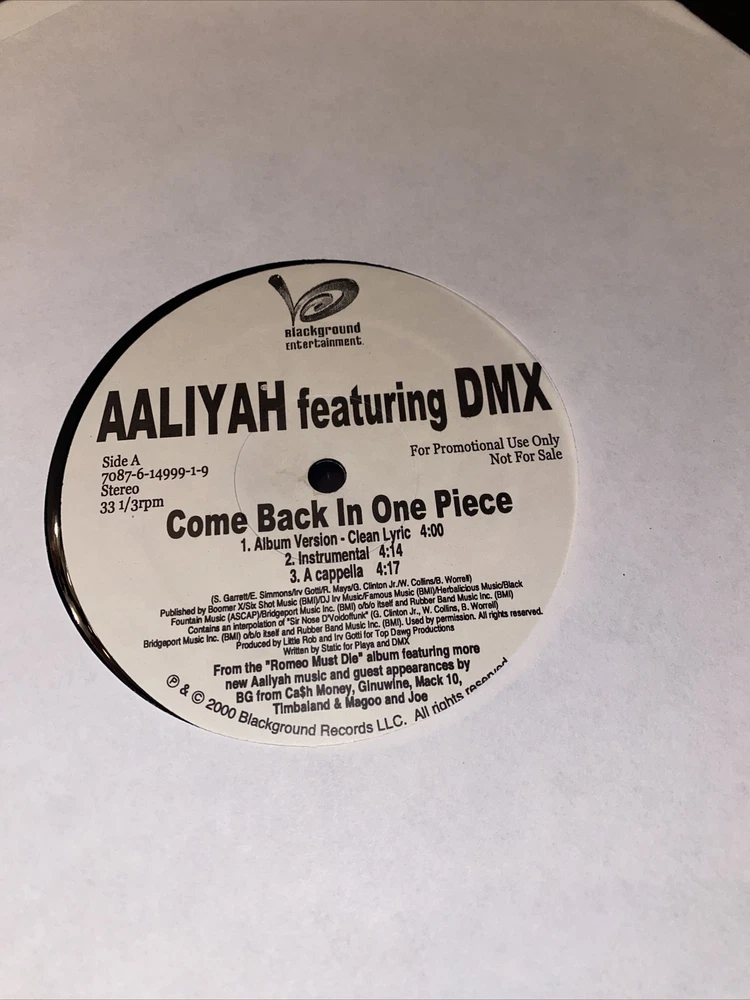 Blackground
Entertainment.
AALIYAH featuring DMX
Side A
7087-6-14999-1-9
Stereo
33 1/3rpm
For Promotional Use Only
Not For Sale
Come Back In One Piece
1. Album Version - Clean Lyric 4:00
2. Instrumental 4:14
3. A cappella 4:17
(S. Garrett/E. Simmons/Irv Gotti/R. Mays/G. Clinton Jr./W. Collins/B. Worrell)
Published by Boomer X/Six Shot Music (BMI)/DJ Irv Music/Famous Music (BMI)/Herbalicious Music/Black
Fountain Music (ASCAP)/Bridgeport Music Inc. (BMI) o/b/o itself and Rubber Band Music Inc. (BMI)
Contains an interpolation of "Sir Nose D'Voidoffunk" (G. Clinton Jr., W. Collins, B. Worrell)
Bridgeport Music Inc. (BMI) o/b/o itself and Rubber Band Music Inc. (BMI). Used by permission. All rights reserved.
Produced by Little Rob and Irv Gotti for Top Dawg Productions
Written by Static for Playa and DMX
From the "Romeo Must Die" album featuring more
new Aaliyah music and guest appearances by
BG from Ca$h Money, Ginuwine, Mack 10,
Timbaland & Magoo and Joe
℗ & © 2000 Blackground Records LLC. All rights reserved